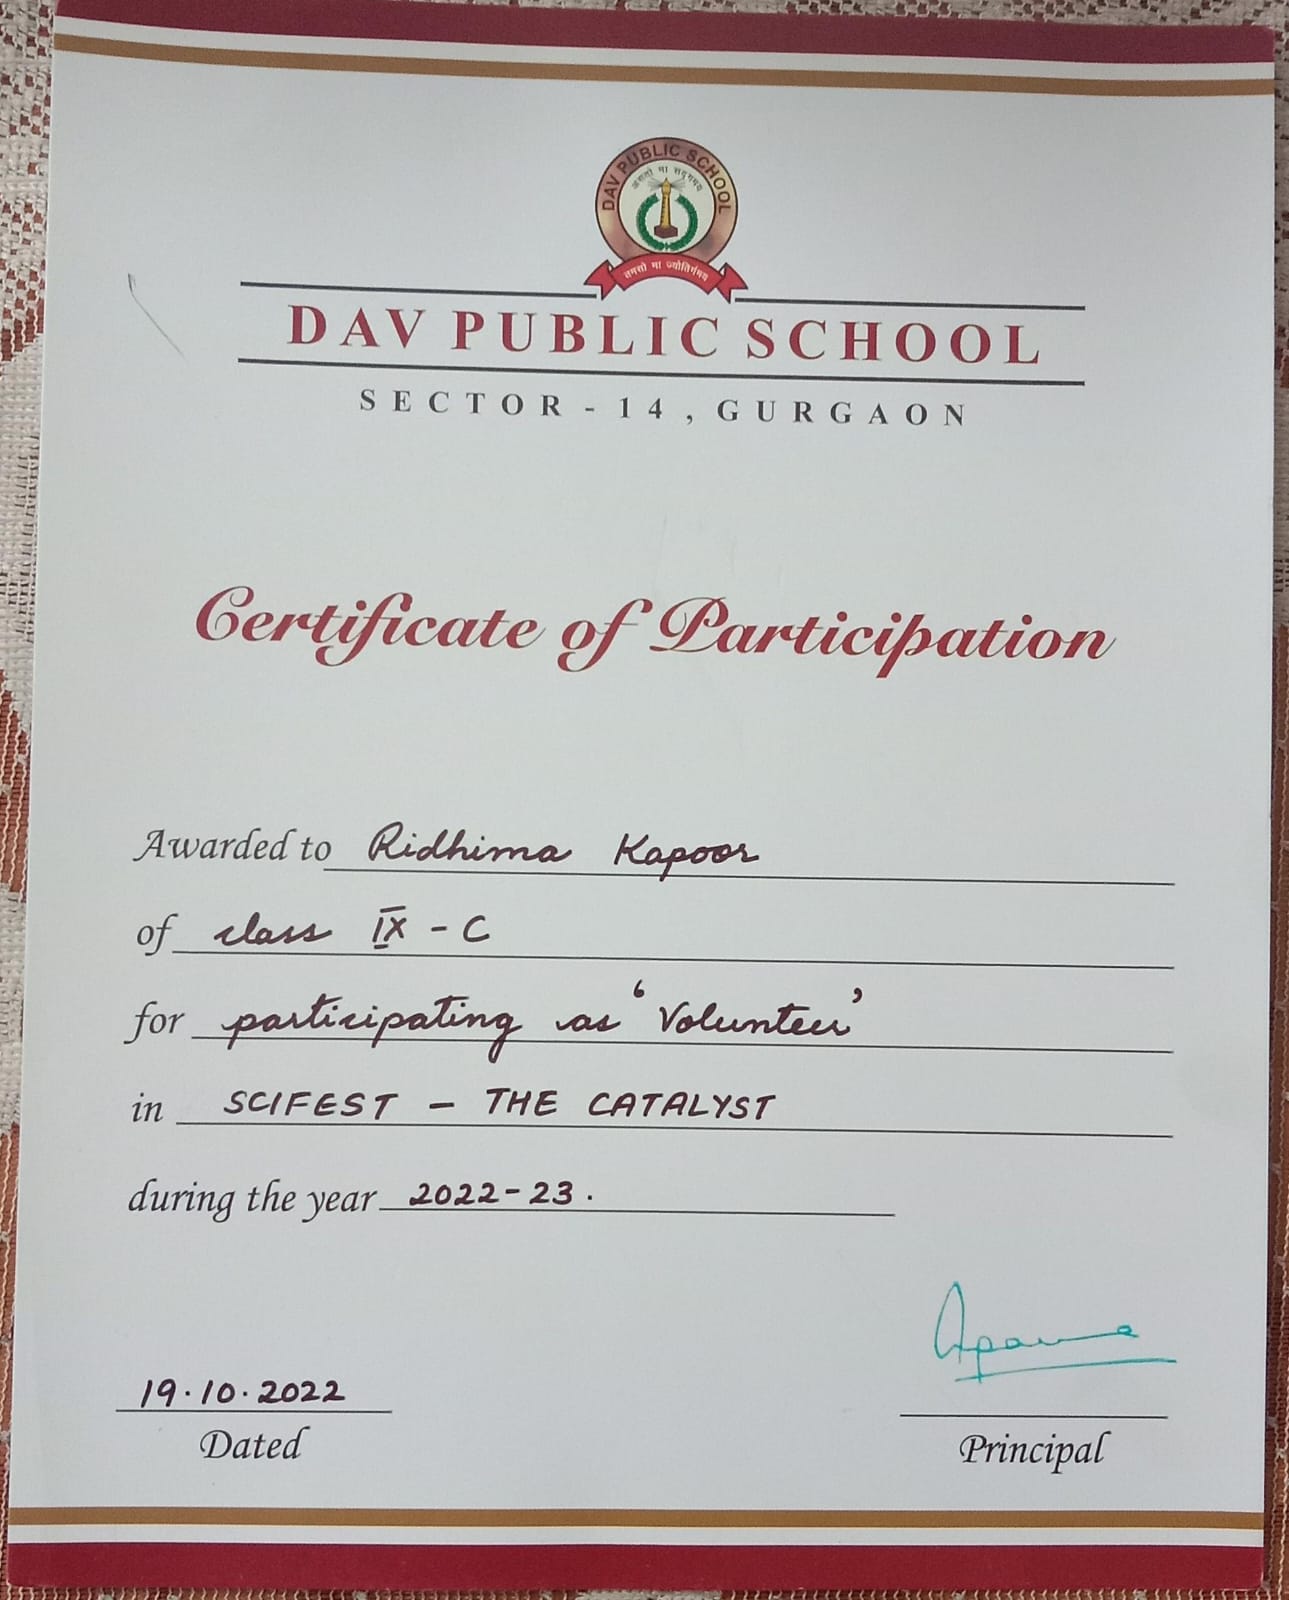 DAV PUBLIC SCHOOL
असतो मा सद्गमय
तमसो मा ज्योतिर्गमय
DAV PUBLIC SCHOOL
SECTOR - 14, GURGAON
Certificate of Participation
Awarded to Ridhima Kapoor
of class IX - C
for participating as 'Volunteer'
in SCIFEST - THE CATALYST
during the year 2022-23.
19.10.2022
Dated
Principal